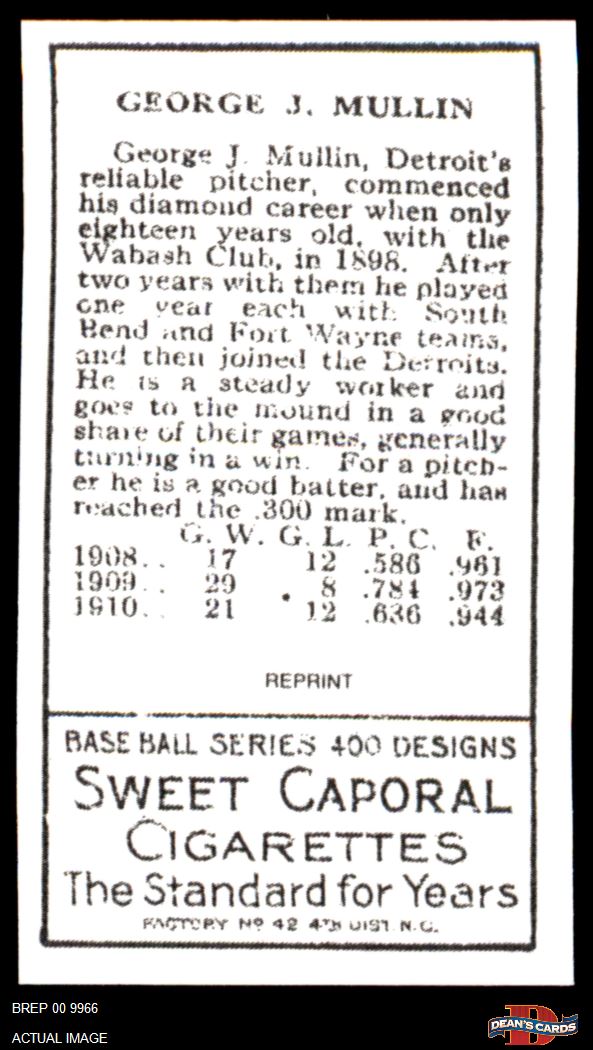 GEORGE J. MULLIN
George J. Mullin, Detroit's
reliable pitcher, commenced
his diamond career when only
eighteen years old, with the
Wabash Club, in 1898. After
two years with them he played
one year each with South
Bend and Fort Wayne teams,
and then joined the Detroits.
He is a steady worker and
goes to the mound in a good
share of their games, generally
turning in a win. For a pitch-
er he is a good batter, and has
reached the .300 mark.
G. W. G. L. P. C. F.
1908.. 17 12 .586 .961
1909.. 29 8 .784 .973
1910.. 21 12 .636 .944
REPRINT
BASE BALL SERIES 400 DESIGNS
SWEET CAPORAL
CIGARETTES
The Standard for Years
FACTORY No 42 4TH DIST. N.C.
BREP 00 9966
ACTUAL IMAGE
D
DEAN'S CARDS